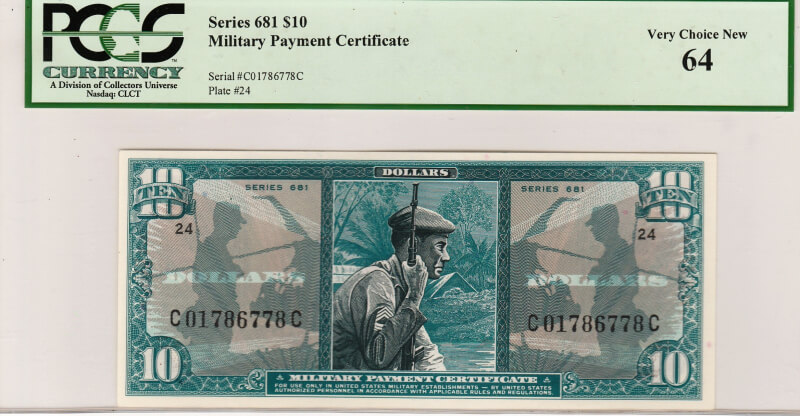 PCGS
CURRENCY
A Division of Collectors Universe
Nasdaq: CLCT
Series 681 $10
Military Payment Certificate
Serial #C01786778C
Plate #24
Very Choice New
64
DOLLARS
10 TEN
SERIES 681
24
DOLLARS
C01786778C
10
10 TEN
SERIES 681
24
DOLLARS
C01786778C
10
MILITARY PAYMENT CERTIFICATE
FOR USE ONLY IN UNITED STATES MILITARY ESTABLISHMENTS — BY UNITED STATES
AUTHORIZED PERSONNEL IN ACCORDANCE WITH APPLICABLE RULES AND REGULATIONS.